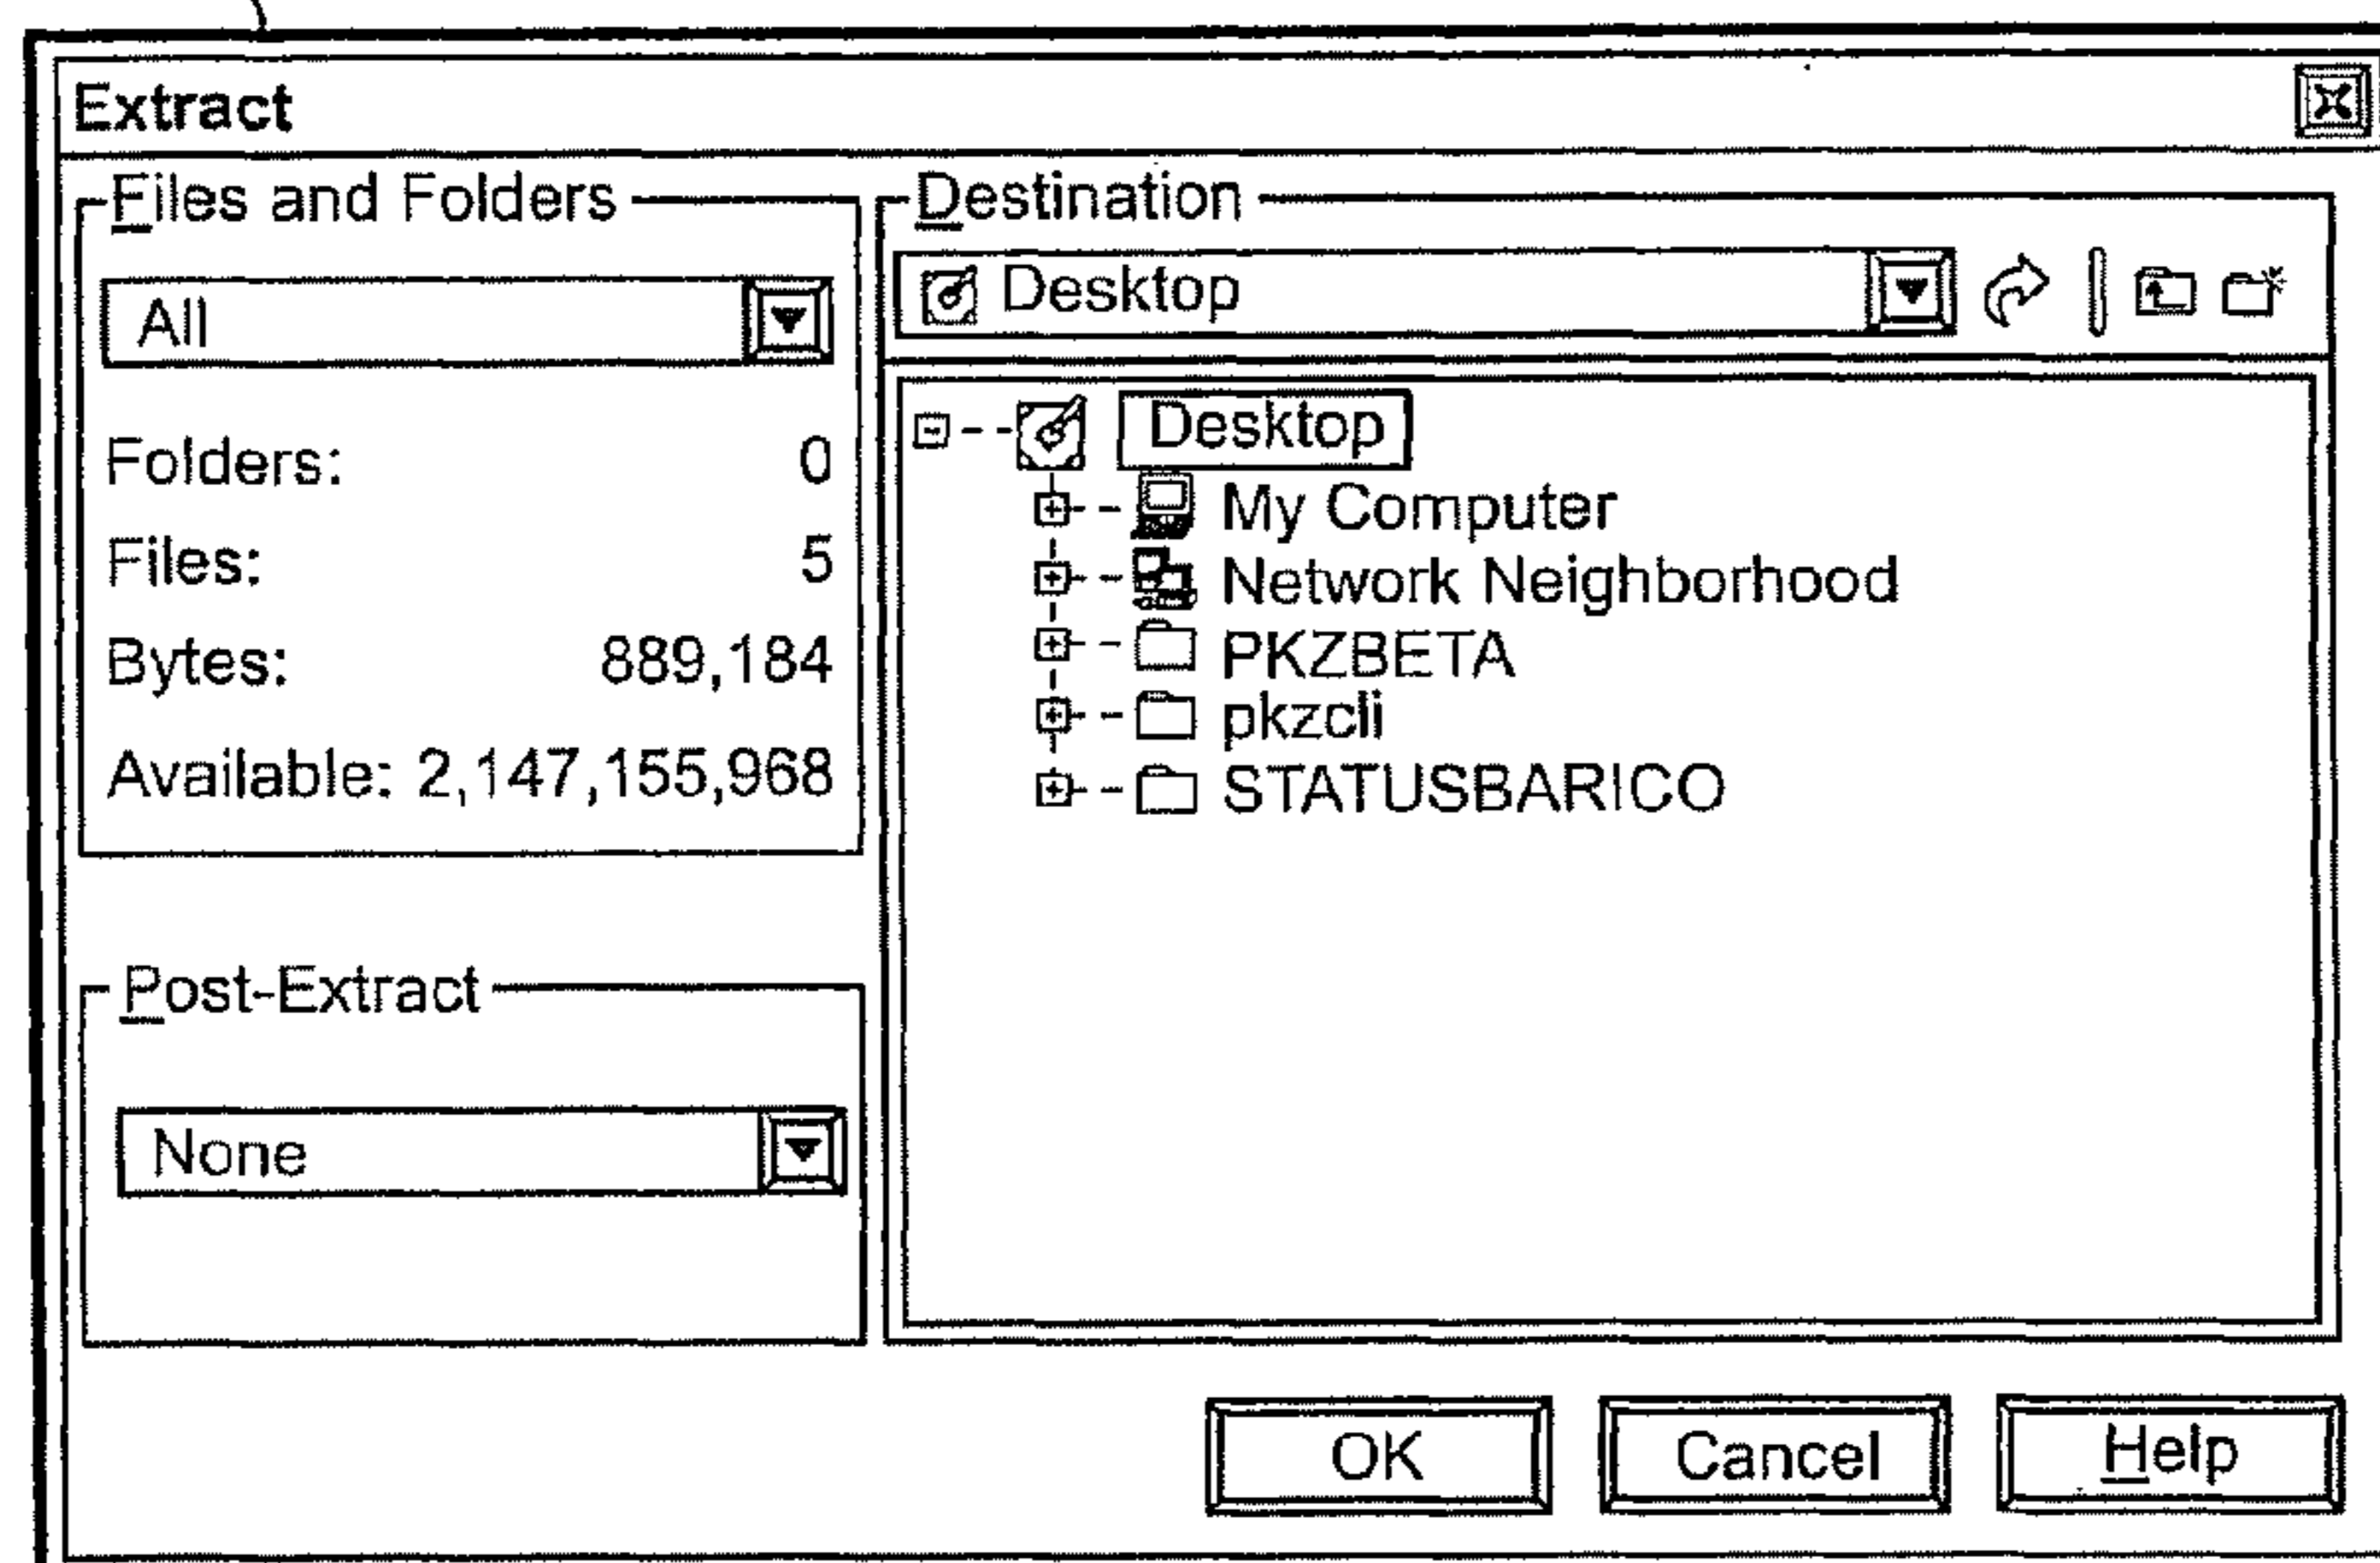 Extract
Files and Folders
All
Folders: 0
Files: 5
Bytes: 889,184
Available: 2,147,155,968
Post-Extract
None
Destination
Desktop
Desktop
My Computer
Network Neighborhood
PKZBETA
pkzcli
STATUSBARICO
OK
Cancel
Help